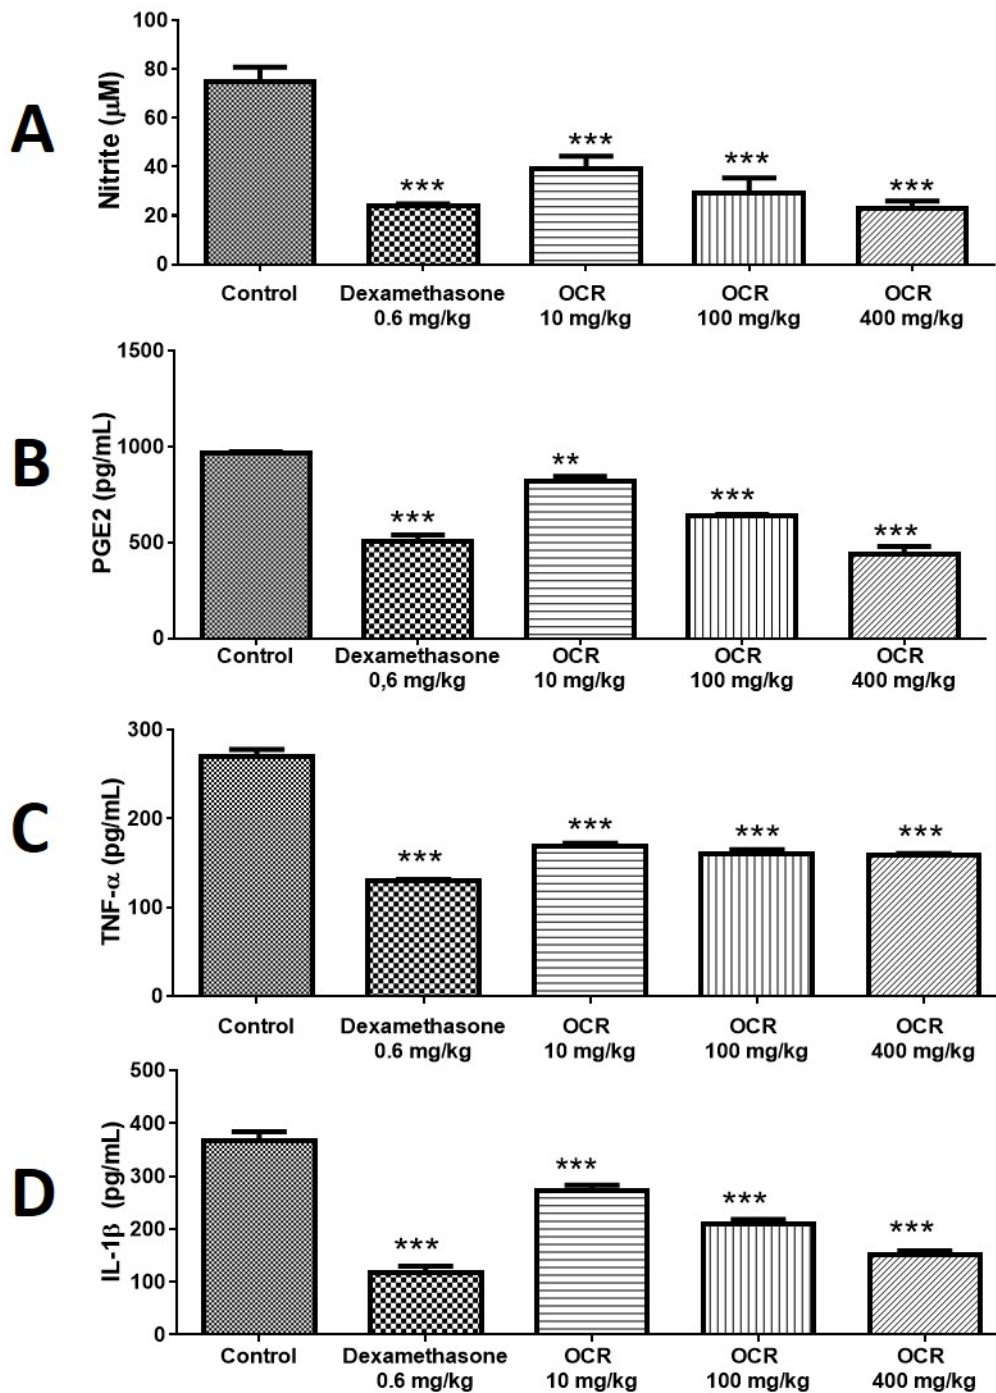 A
Nitrite (μM)
100
80
60
40
20
0
***
***
***
***
Control
Dexamethasone
0.6 mg/kg
OCR
10 mg/kg
OCR
100 mg/kg
OCR
400 mg/kg
B
PGE2 (pg/mL)
1500
1000
500
0
***
**
***
***
Control
Dexamethasone
0,6 mg/kg
OCR
10 mg/kg
OCR
100 mg/kg
OCR
400 mg/kg
C
TNF-α (pg/mL)
300
200
100
0
***
***
***
***
Control
Dexamethasone
0.6 mg/kg
OCR
10 mg/kg
OCR
100 mg/kg
OCR
400 mg/kg
D
IL-1β (pg/mL)
500
400
300
200
100
0
***
***
***
***
Control
Dexamethasone
0.6 mg/kg
OCR
10 mg/kg
OCR
100 mg/kg
OCR
400 mg/kg